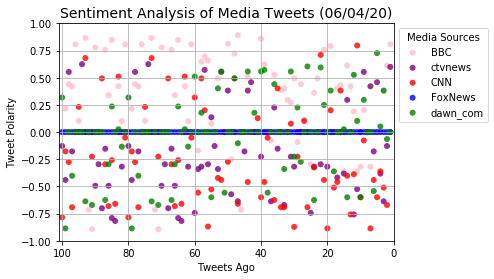 Sentiment Analysis of Media Tweets (06/04/20)
Media Sources
BBC
ctvnews
CNN
FoxNews
dawn_com
Tweet Polarity
1.00
0.75
0.50
0.25
0.00
−0.25
−0.50
−0.75
−1.00
100 80 60 40 20 0
Tweets Ago